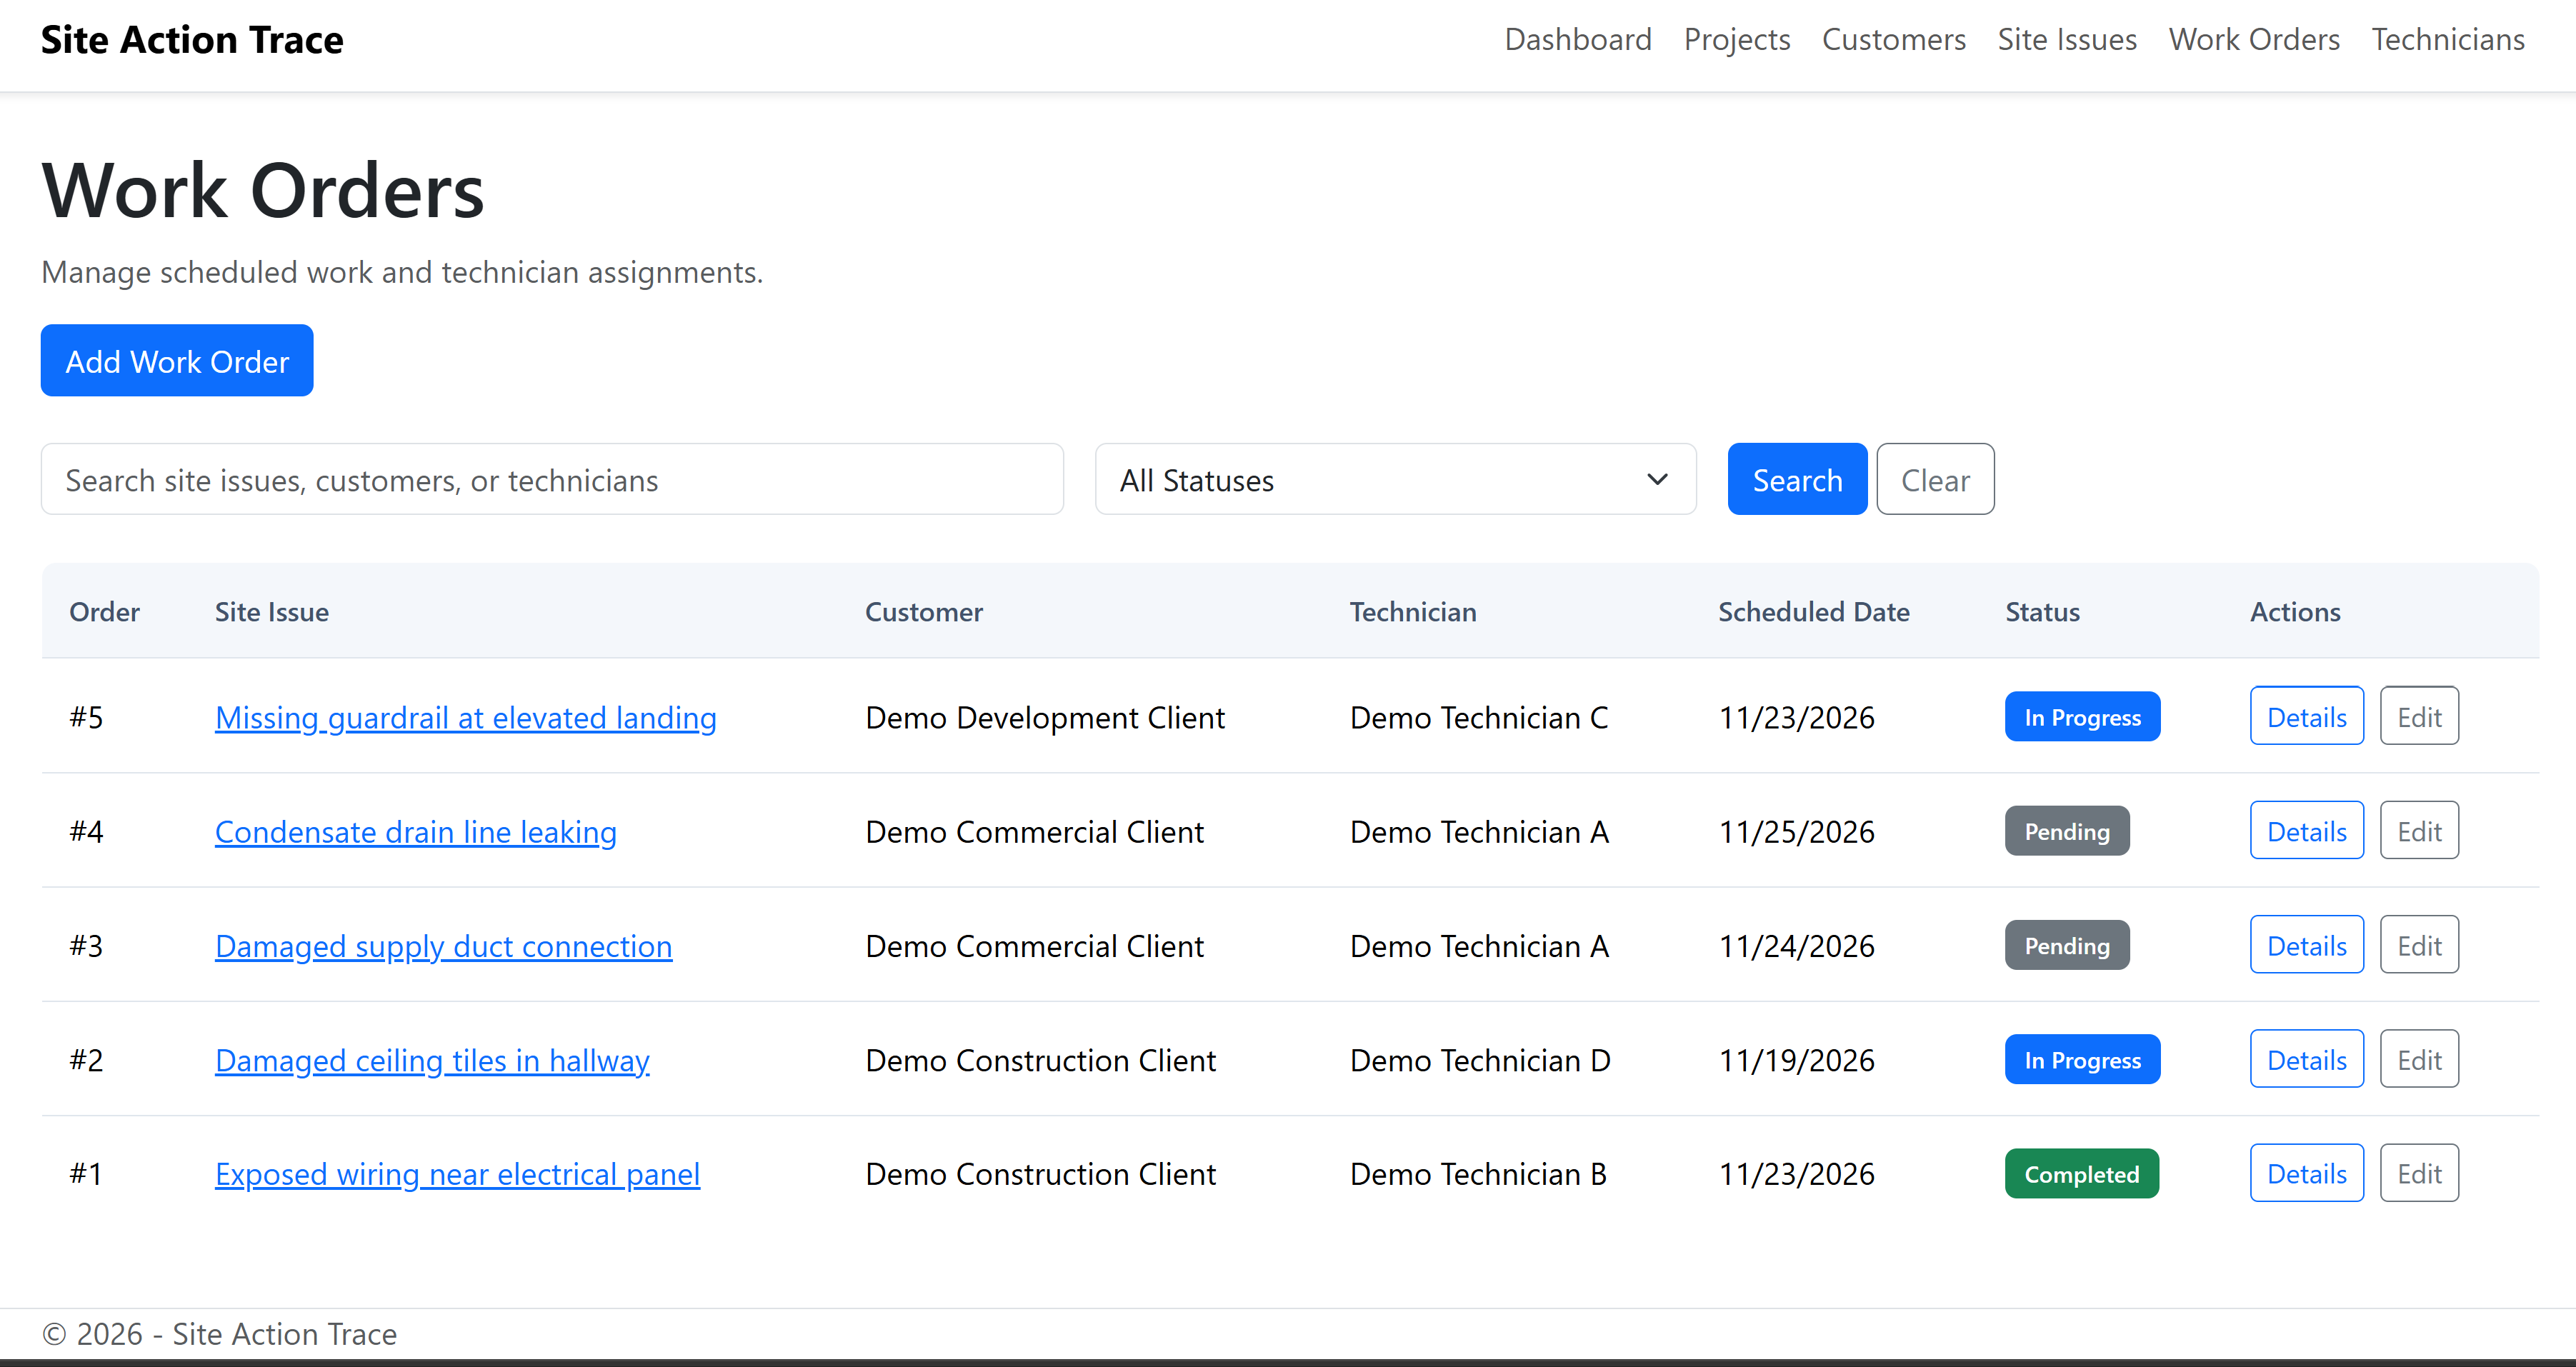 Site Action Trace
Dashboard Projects Customers Site Issues Work Orders Technicians
Work Orders
Manage scheduled work and technician assignments.
Add Work Order
Search site issues, customers, or technicians All Statuses Search Clear
Order Site Issue Customer Technician Scheduled Date Status Actions
#5 Missing guardrail at elevated landing Demo Development Client Demo Technician C 11/23/2026 In Progress Details Edit
#4 Condensate drain line leaking Demo Commercial Client Demo Technician A 11/25/2026 Pending Details Edit
#3 Damaged supply duct connection Demo Commercial Client Demo Technician A 11/24/2026 Pending Details Edit
#2 Damaged ceiling tiles in hallway Demo Construction Client Demo Technician D 11/19/2026 In Progress Details Edit
#1 Exposed wiring near electrical panel Demo Construction Client Demo Technician B 11/23/2026 Completed Details Edit
© 2026 - Site Action Trace